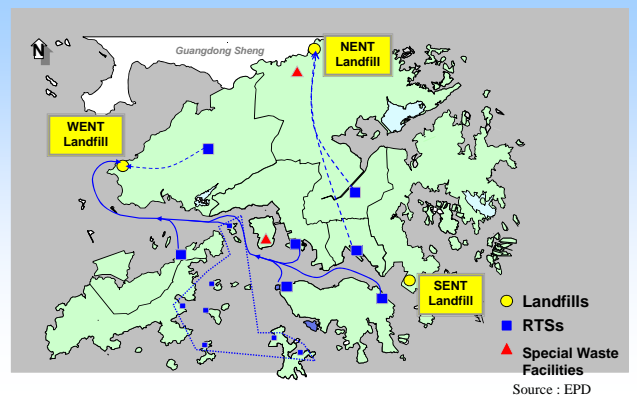 N
Guangdong Sheng
NENT
Landfill
WENT
Landfill
SENT
Landfill
Landfills
RTSs
Special Waste
Facilities
Source : EPD